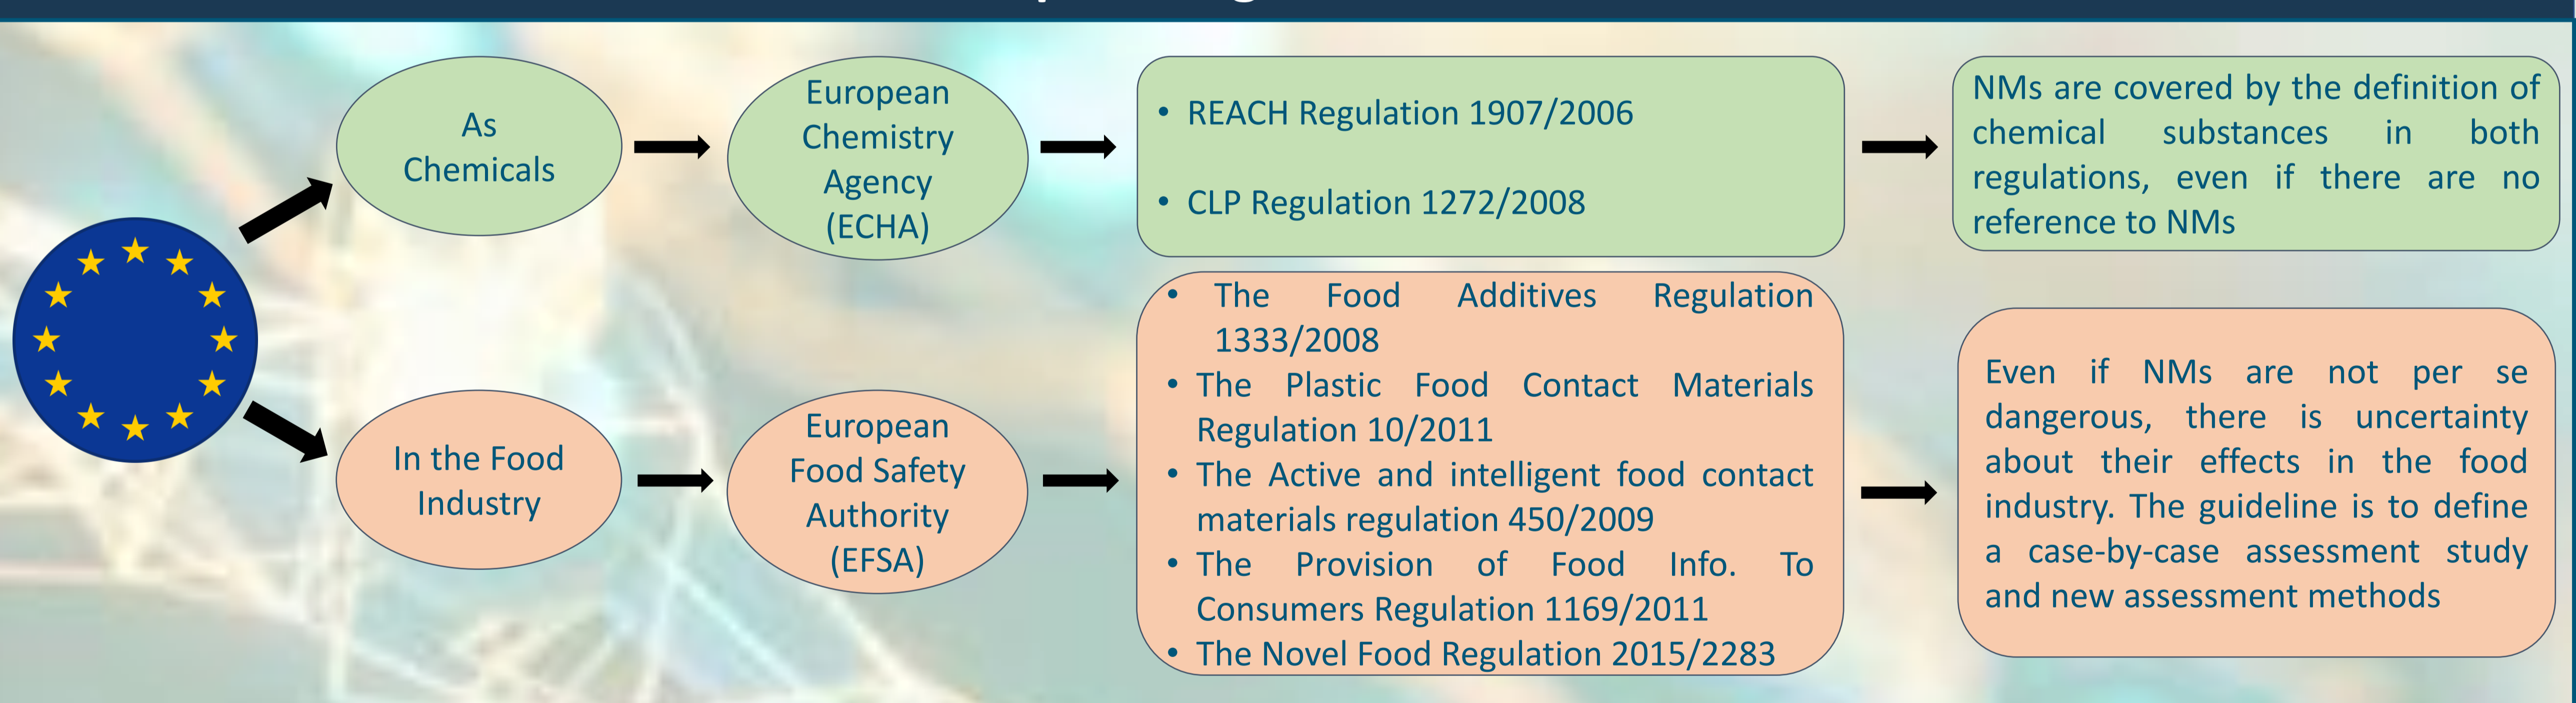 As
Chemicals
European
Chemistry
Agency
(ECHA)
• REACH Regulation 1907/2006
• CLP Regulation 1272/2008
NMs are covered by the definition of
chemical substances in both
regulations, even if there are no
reference to NMs
In the Food
Industry
European
Food Safety
Authority
(EFSA)
• The Food Additives Regulation
1333/2008
• The Plastic Food Contact Materials
Regulation 10/2011
• The Active and intelligent food contact
materials regulation 450/2009
• The Provision of Food Info. To
Consumers Regulation 1169/2011
• The Novel Food Regulation 2015/2283
Even if NMs are not per se
dangerous, there is uncertainty
about their effects in the food
industry. The guideline is to define
a case-by-case assessment study
and new assessment methods